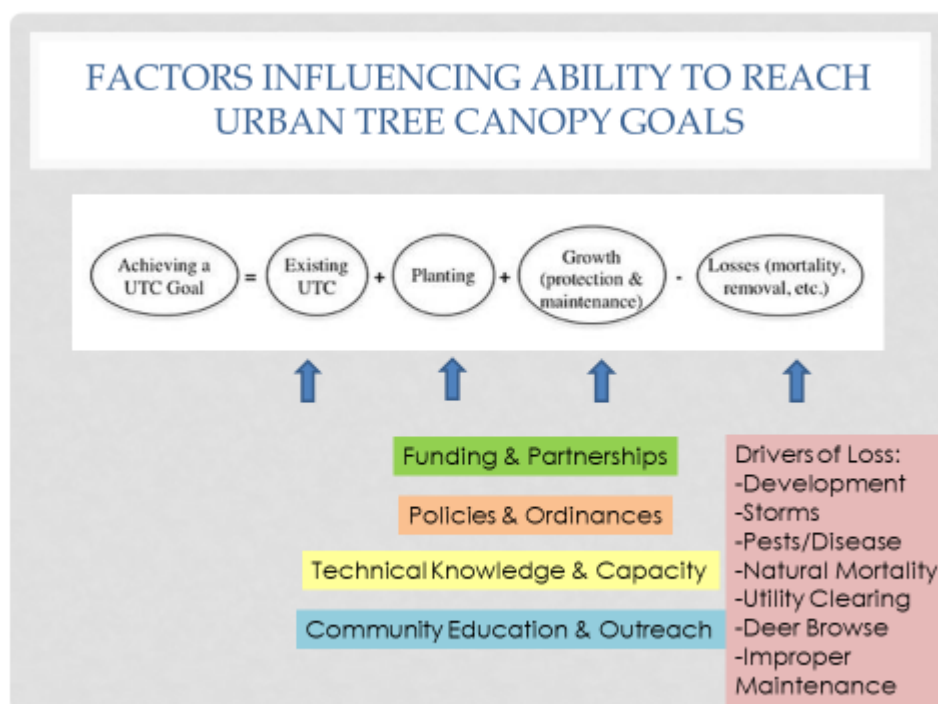 FACTORS INFLUENCING ABILITY TO REACH
URBAN TREE CANOPY GOALS
Achieving a
UTC Goal
=
Existing
UTC
+
Planting
+
Growth
(protection &
maintenance)
-
Losses (mortality,
removal, etc.)
Funding & Partnerships
Policies & Ordinances
Technical Knowledge & Capacity
Community Education & Outreach
Drivers of Loss:
-Development
-Storms
-Pests/Disease
-Natural Mortality
-Utility Clearing
-Deer Browse
-Improper
Maintenance